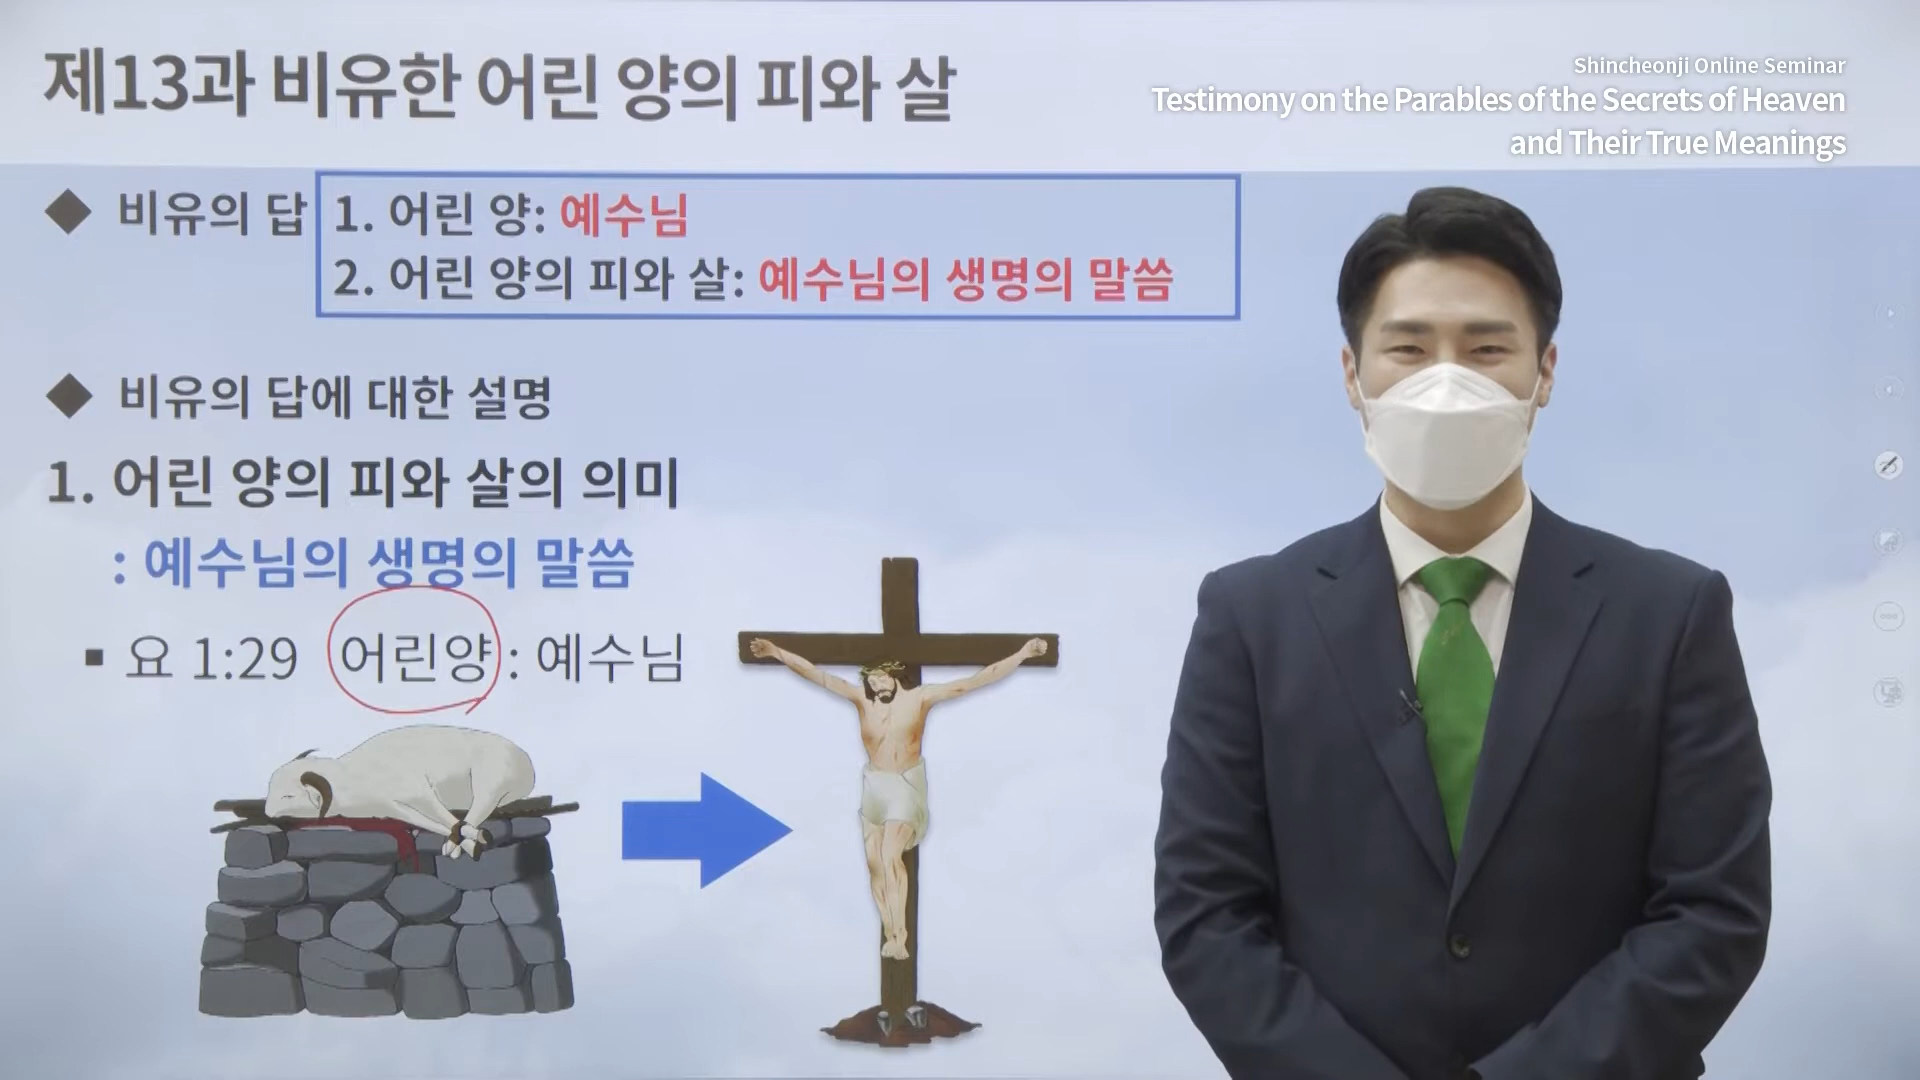 제13과 비유한 어린 양의 피와 살
Shincheonji Online Seminar
Testimony on the Parables of the Secrets of Heaven
and Their True Meanings
◆ 비유의 답
1. 어린 양: 예수님
2. 어린 양의 피와 살: 예수님의 생명의 말씀
◆ 비유의 답에 대한 설명
1. 어린 양의 피와 살의 의미
: 예수님의 생명의 말씀
▪ 요 1:29 어린양 : 예수님